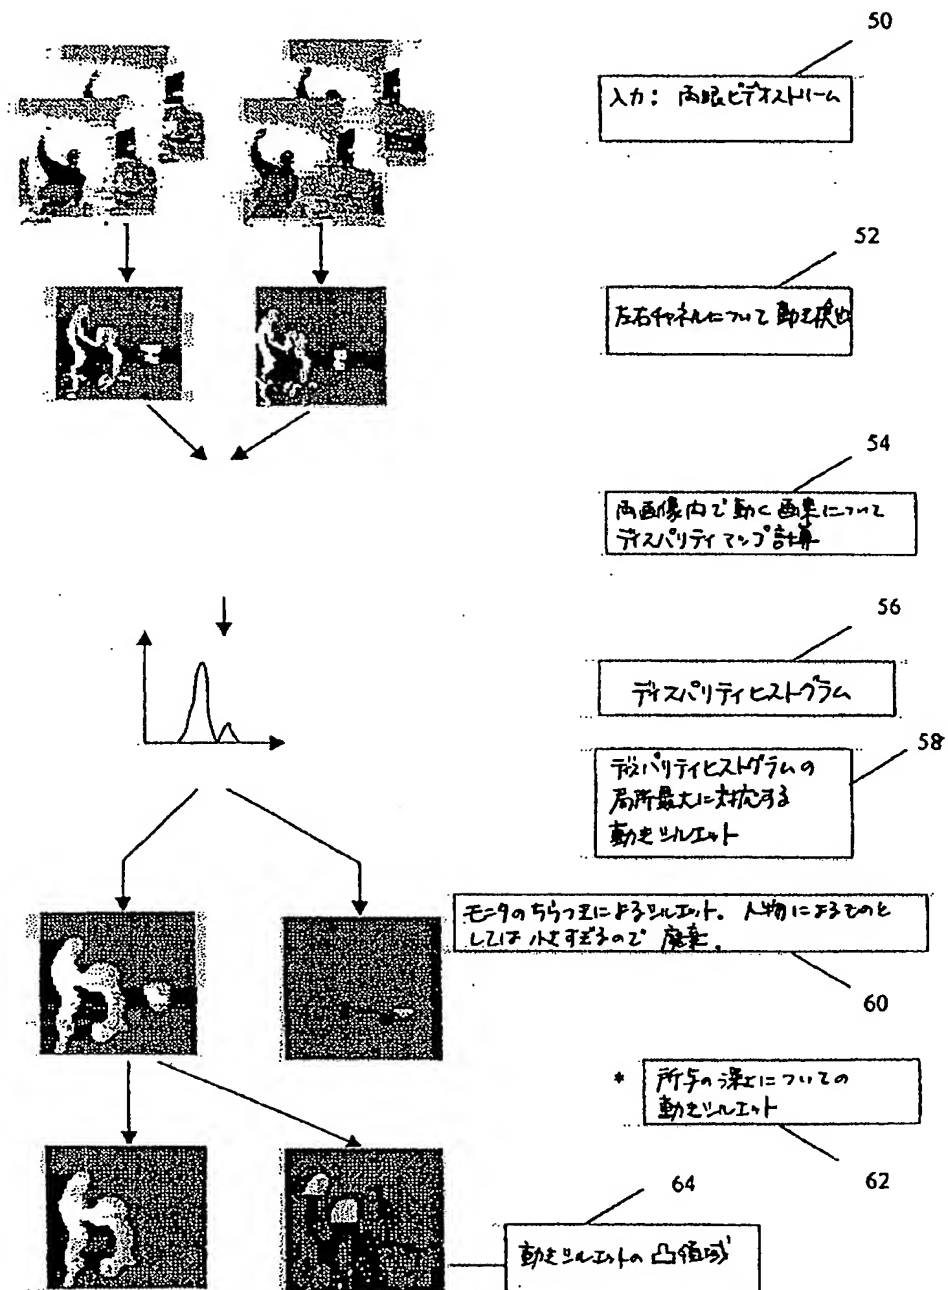 50
入力： 両眼ビデオストリーム
52
左右チャネルについて 動き検出
54
両画像内で動く画素について
ディスパリティマップ計算
56
ディスパリティヒストグラム
58
ディスパリティヒストグラムの
局所最大に対応する
動きシルエット
モニタのちらつきによるシルエット。 人物によるものと
しては 小さすぎるので 廃棄。
60
* 所与の深さについての
動きシルエット
62
64
動きシルエットの 凸領域